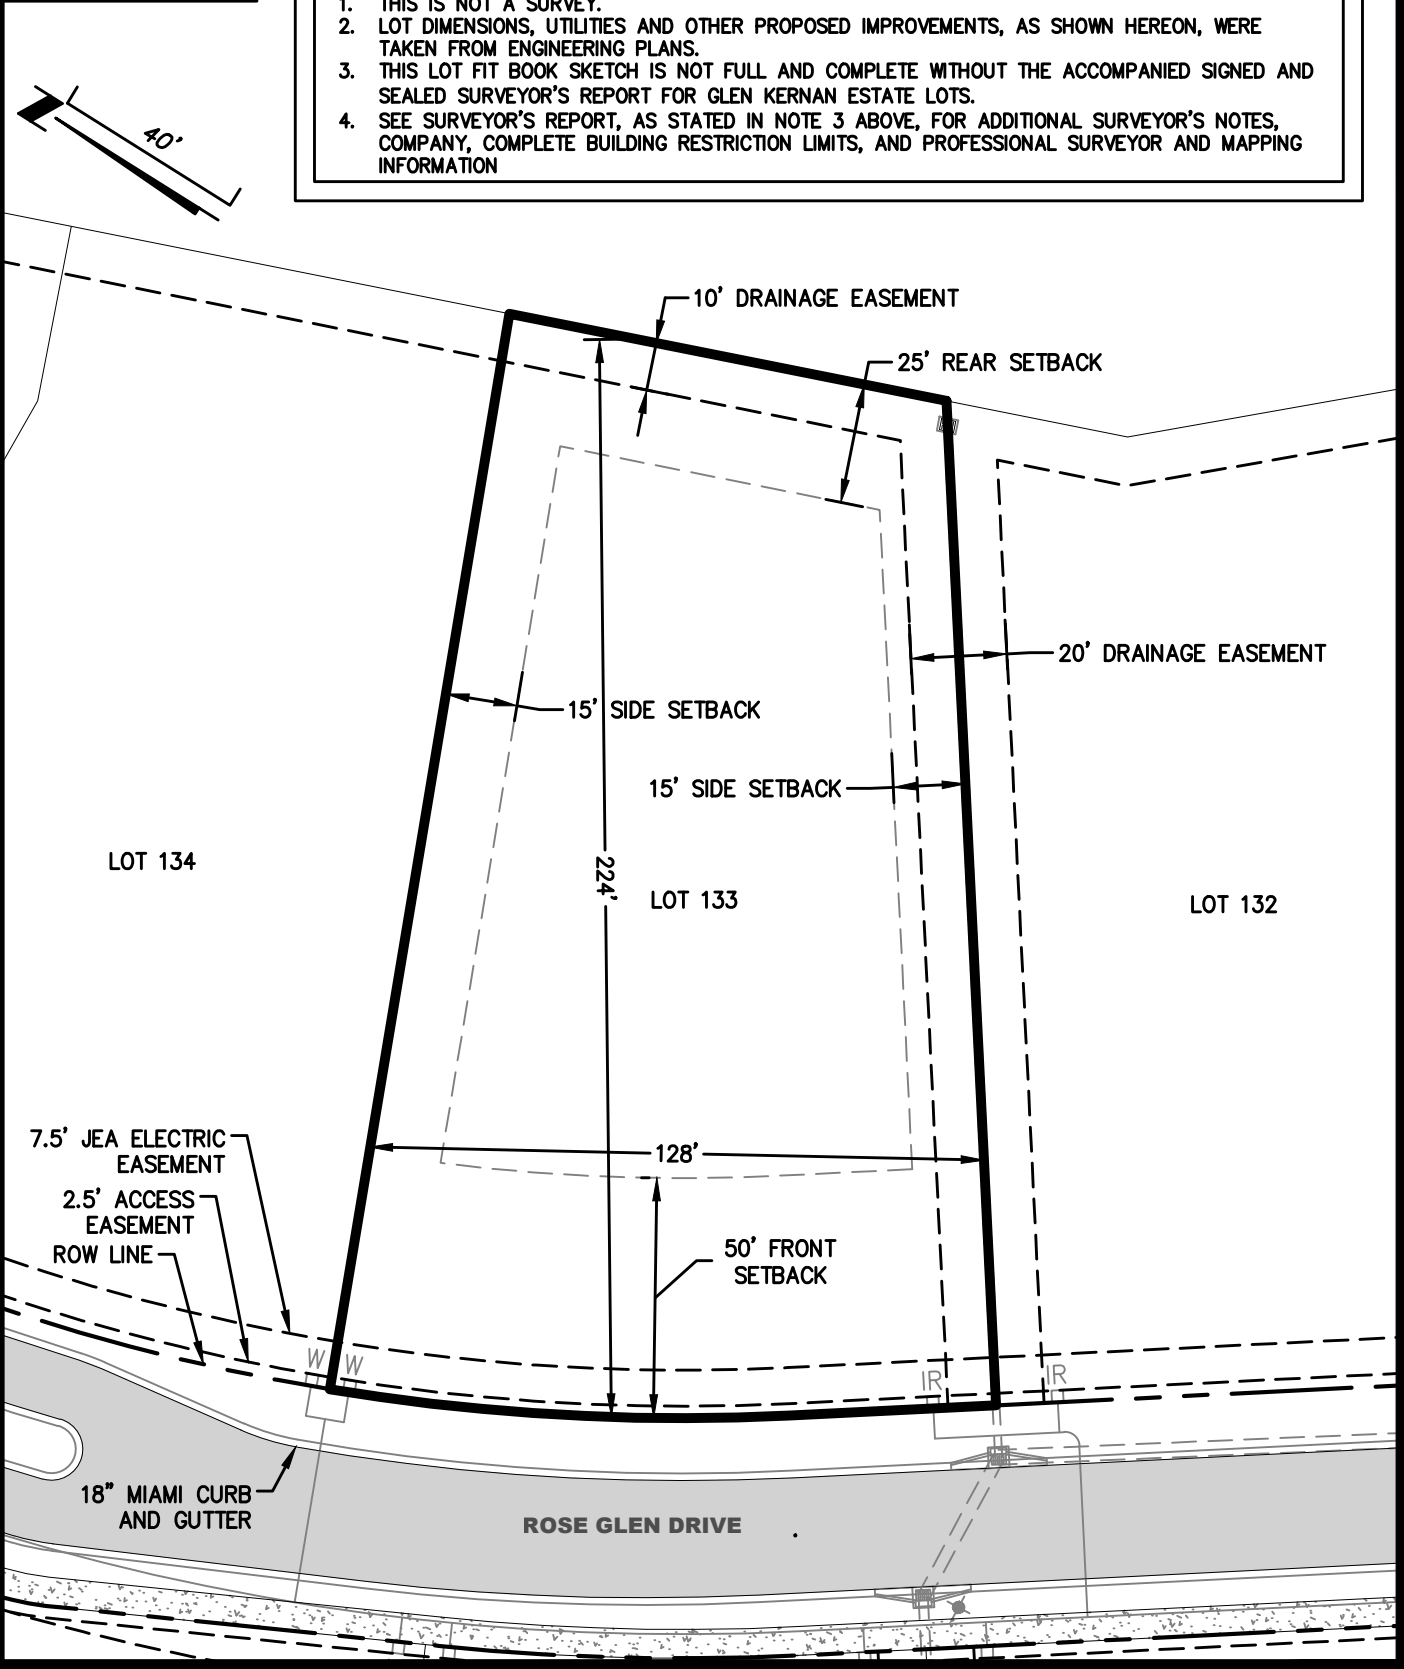 1. THIS IS NOT A SURVEY.
2. LOT DIMENSIONS, UTILITIES AND OTHER PROPOSED IMPROVEMENTS, AS SHOWN HEREON, WERE
TAKEN FROM ENGINEERING PLANS.
3. THIS LOT FIT BOOK SKETCH IS NOT FULL AND COMPLETE WITHOUT THE ACCOMPANIED SIGNED AND
SEALED SURVEYOR'S REPORT FOR GLEN KERNAN ESTATE LOTS.
4. SEE SURVEYOR'S REPORT, AS STATED IN NOTE 3 ABOVE, FOR ADDITIONAL SURVEYOR'S NOTES,
COMPANY, COMPLETE BUILDING RESTRICTION LIMITS, AND PROFESSIONAL SURVEYOR AND MAPPING
INFORMATION
40'
10' DRAINAGE EASEMENT
25' REAR SETBACK
20' DRAINAGE EASEMENT
15' SIDE SETBACK
15' SIDE SETBACK
LOT 134
224'
LOT 133
LOT 132
7.5' JEA ELECTRIC
EASEMENT
128'
2.5' ACCESS
EASEMENT
ROW LINE
50' FRONT
SETBACK
W W
IR IR
18" MIAMI CURB
AND GUTTER
ROSE GLEN DRIVE